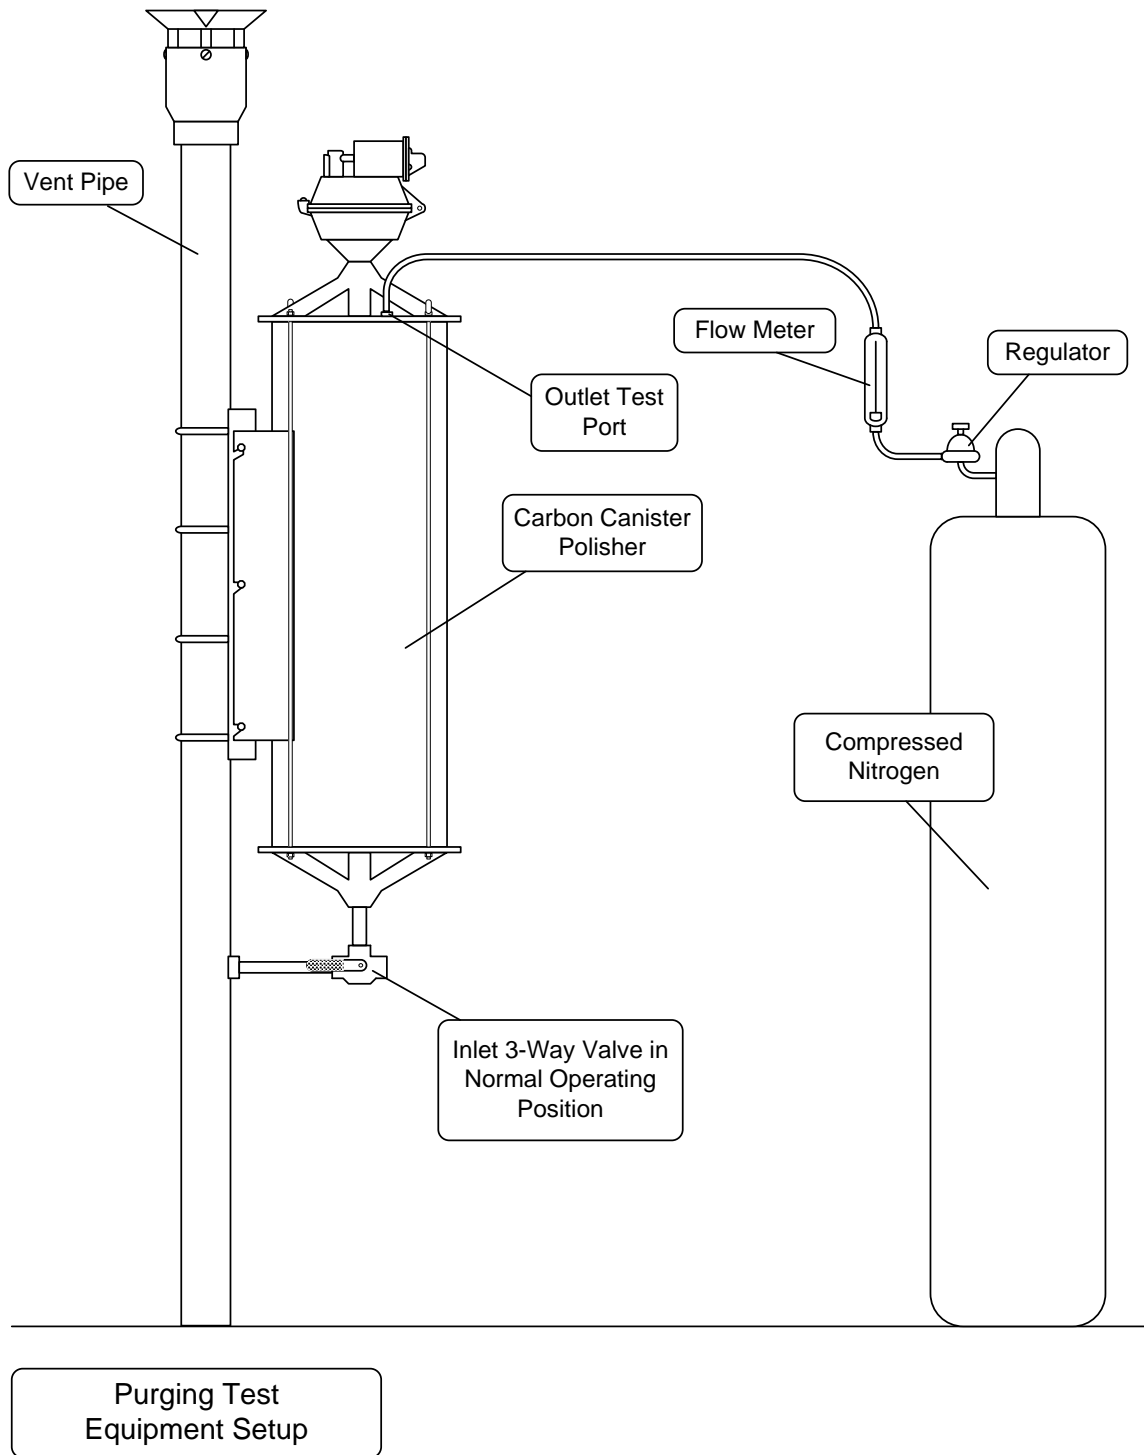 Vent Pipe
Flow Meter
Regulator
Outlet Test
Port
Carbon Canister
Polisher
Compressed
Nitrogen
Inlet 3-Way Valve in
Normal Operating
Position
Purging Test
Equipment Setup